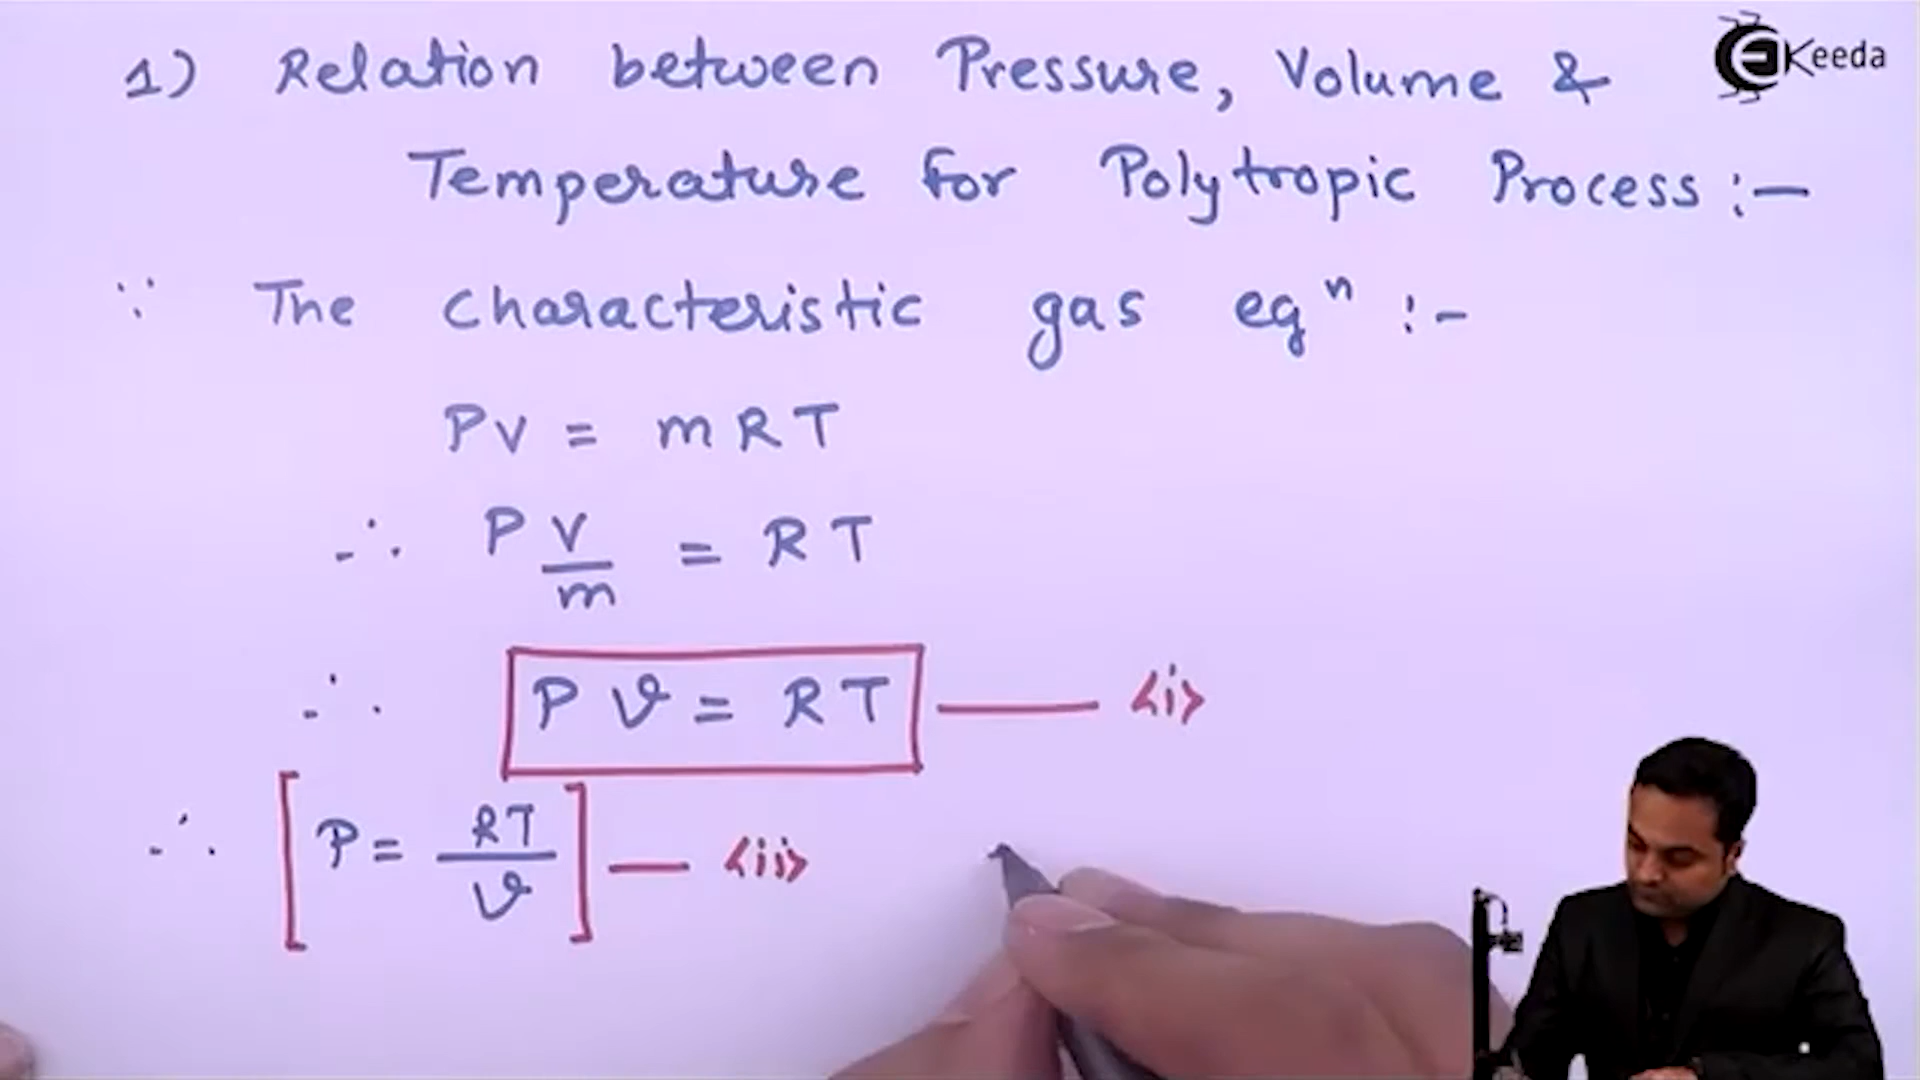 Keeda
1) Relation between Pressure, Volume &
Temperature for Polytropic Process :-
∵ The characteristic gas eqⁿ :-
PV = mRT
∴ P V/m = RT
∴ P v = RT — <i>
∴ [P = RT/v] — <ii>